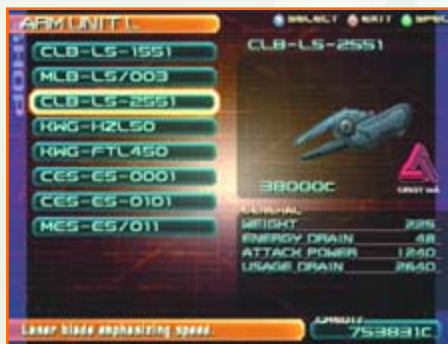 ARM UNIT L
SELECT EXIT
SHOP
CLB-LS-1551
MLB-LS/003
CLB-LS-2551
KWG-HZL50
KWG-FTL450
CES-ES-0001
CES-ES-0101
MES-ES/011
CLB-LS-2551
38000C
GENERAL
WEIGHT 225
ENERGY DRAIN 48
ATTACK POWER 1240
USAGE DRAIN 2640
Laser blade emphasizing speed.
CREDIT
753831C